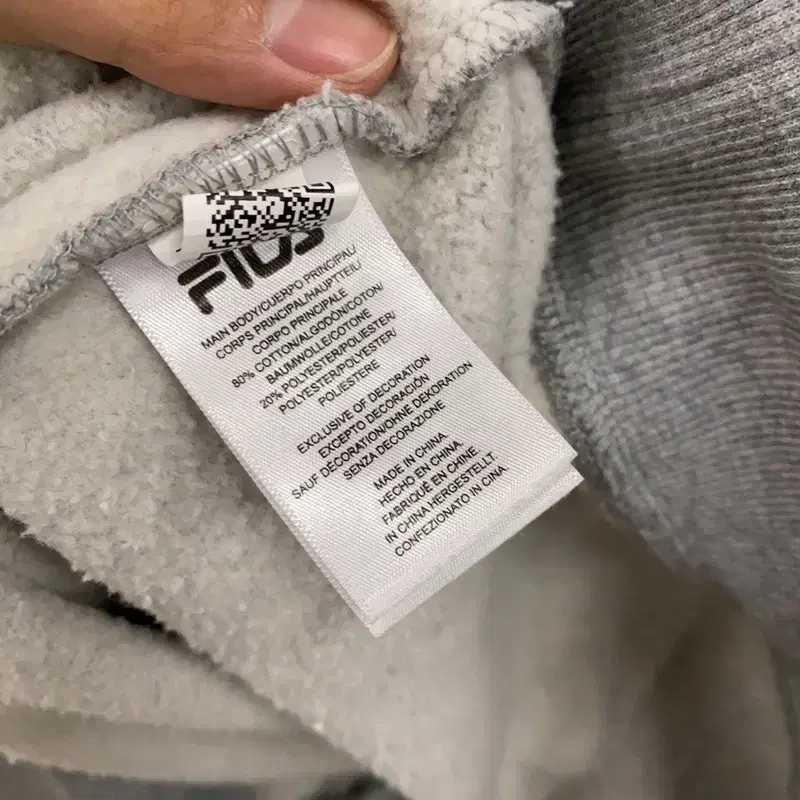 FIOS
MAIN BODY/CUERPO PRINCIPAL/
CORPS PRINCIPAL/HAUPTTEIL/
CORPO PRINCIPALE
80% COTTON/ALGODÓN/COTON/
BAUMWOLLE/COTONE
20% POLYESTER/POLIESTER/
POLYESTER/POLYESTER/
POLIESTERE
EXCLUSIVE OF DECORATION
EXCEPTO DECORACIÓN
SAUF DÉCORATION/OHNE DEKORATION
SENZA DECORAZIONE
MADE IN CHINA
HECHO EN CHINA
FABRIQUÉ EN CHINE
IN CHINA HERGESTELLT.
CONFEZIONATO IN CINA